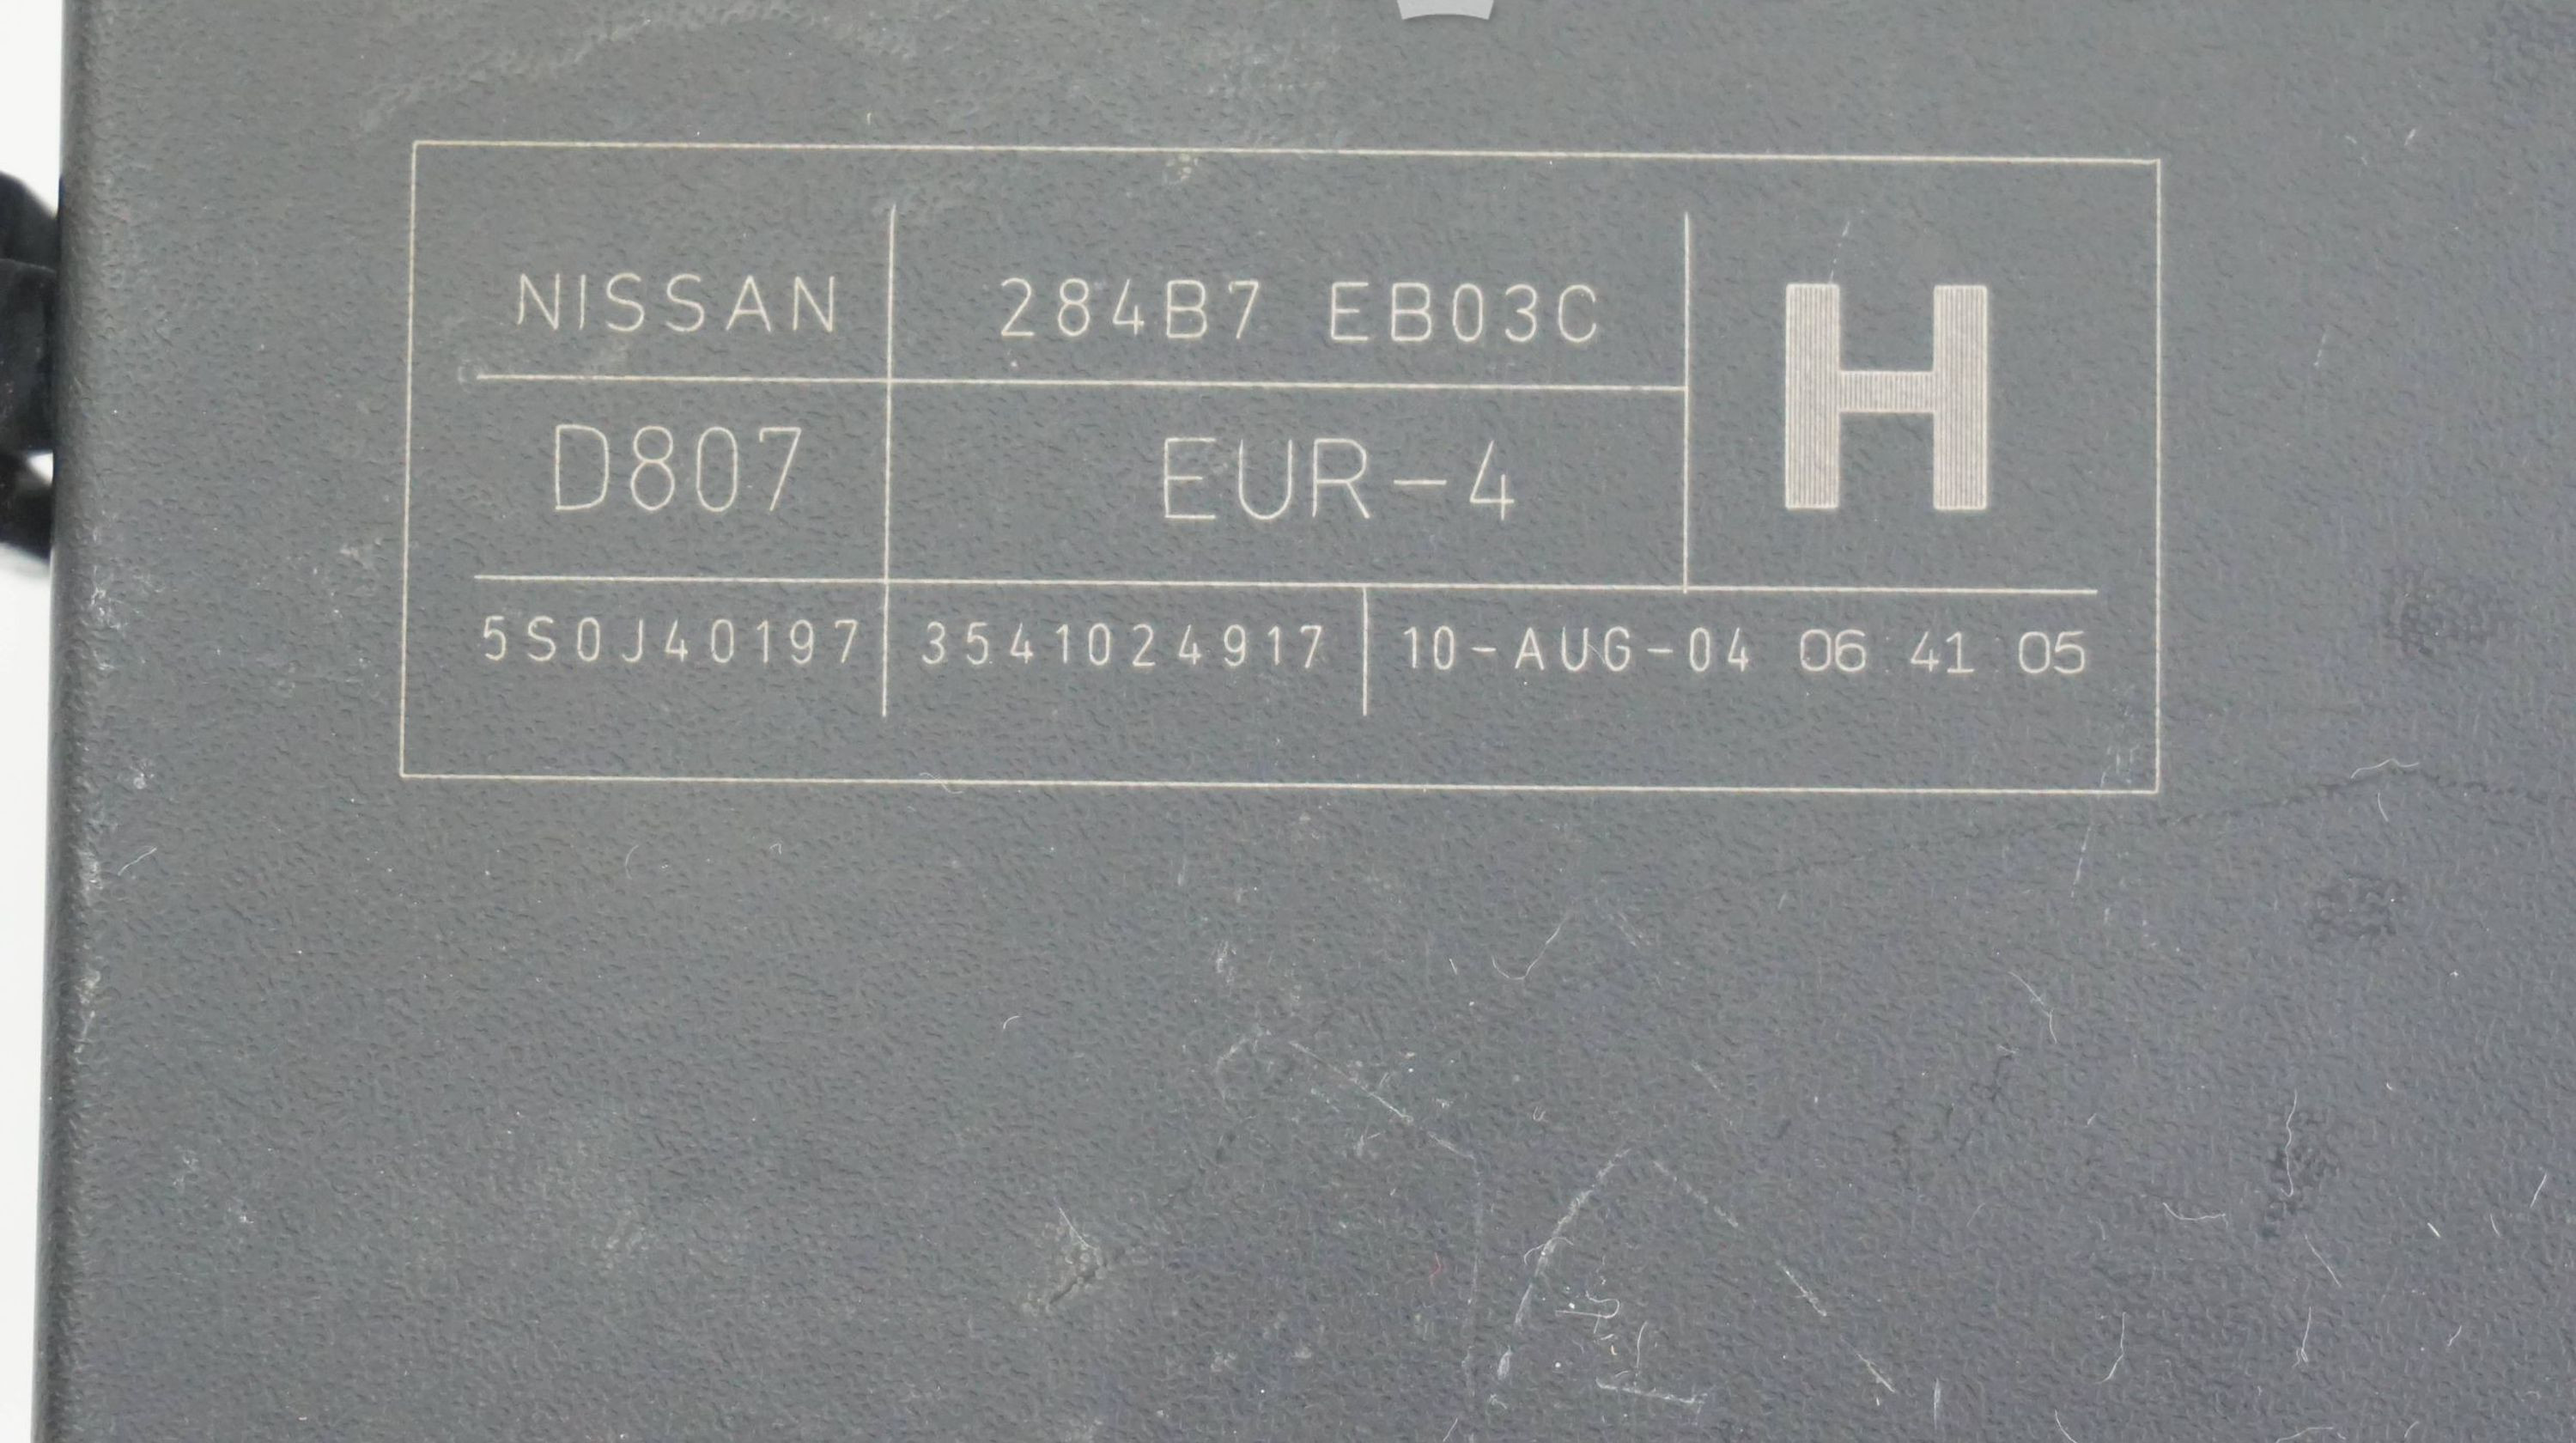 NISSAN 284B7 EB03C H
D807 EUR-4
5S0J40197 3541024917 10-AUG-04 06:41:05